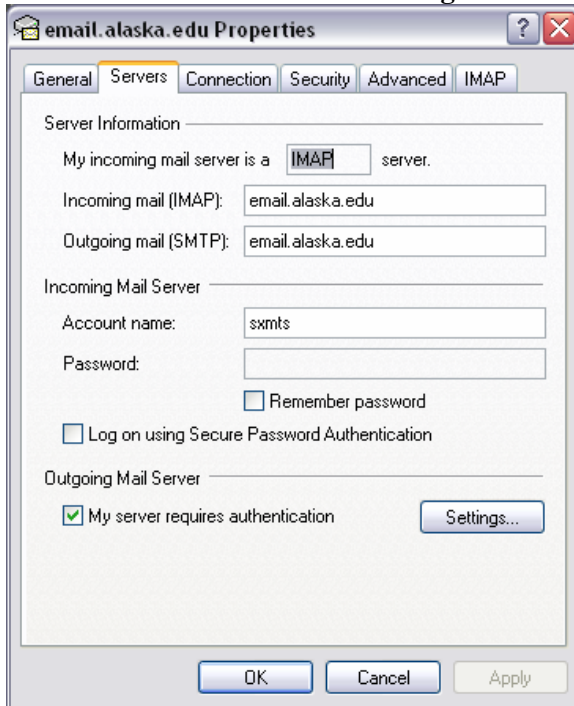 email.alaska.edu Properties
General Servers Connection Security Advanced IMAP
Server Information
My incoming mail server is a IMAP server.
Incoming mail (IMAP): email.alaska.edu
Outgoing mail (SMTP): email.alaska.edu
Incoming Mail Server
Account name: sxmts
Password:
Remember password
Log on using Secure Password Authentication
Outgoing Mail Server
My server requires authentication Settings...
OK Cancel Apply